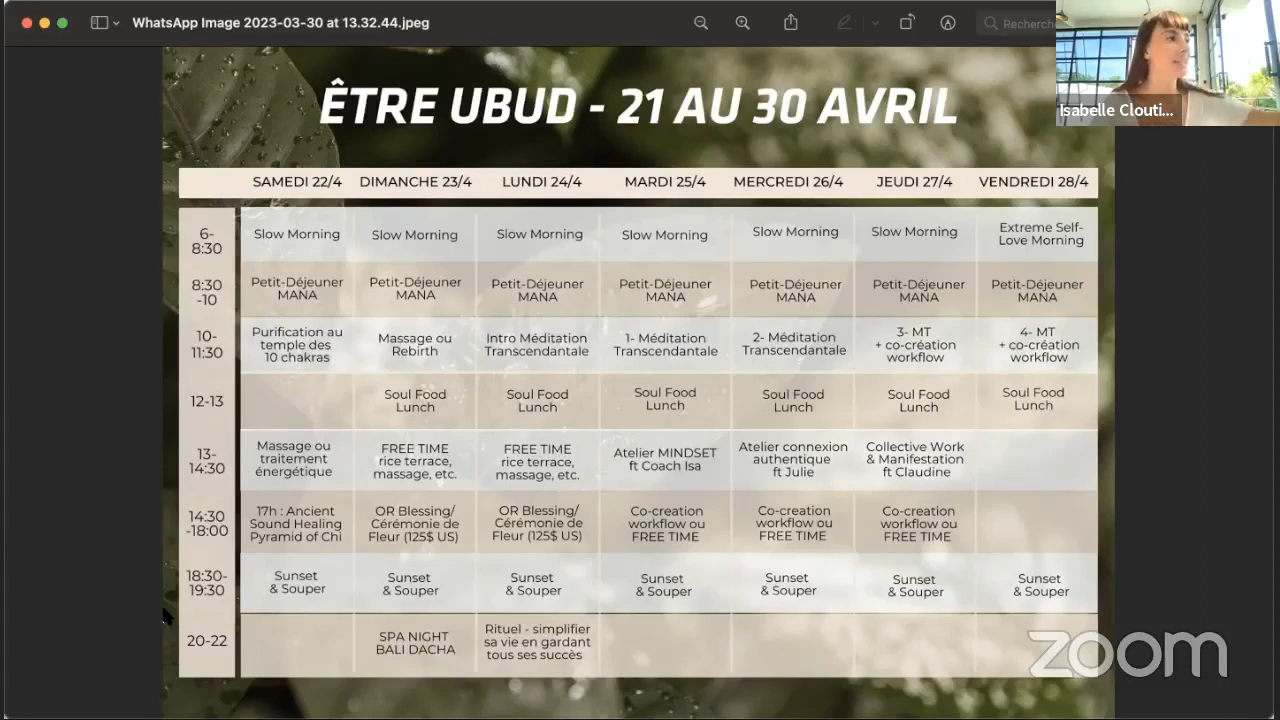 WhatsApp Image 2023-03-30 at 13.32.44.jpeg
Recherch
Isabelle Clouti...
ÊTRE UBUD - 21 AU 30 AVRIL
SAMEDI 22/4 DIMANCHE 23/4 LUNDI 24/4 MARDI 25/4 MERCREDI 26/4 JEUDI 27/4 VENDREDI 28/4
6-
8:30
Slow Morning
Slow Morning
Slow Morning
Slow Morning
Slow Morning
Slow Morning
Extreme Self-
Love Morning
8:30
-10
Petit-Déjeuner
MANA
Petit-Déjeuner
MANA
Petit-Déjeuner
MANA
Petit-Déjeuner
MANA
Petit-Déjeuner
MANA
Petit-Déjeuner
MANA
Petit-Déjeuner
MANA
10-
11:30
Purification au
temple des
10 chakras
Massage ou
Rebirth
Intro Méditation
Transcendantale
1- Méditation
Transcendantale
2- Méditation
Transcendantale
3- MT
+ co-création
workflow
4- MT
+ co-création
workflow
12-13
Soul Food
Lunch
Soul Food
Lunch
Soul Food
Lunch
Soul Food
Lunch
Soul Food
Lunch
Soul Food
Lunch
13-
14:30
Massage ou
traitement
énergétique
FREE TIME
rice terrace,
massage, etc.
FREE TIME
rice terrace,
massage, etc.
Atelier MINDSET
ft Coach Isa
Atelier connexion
authentique
ft Julie
Collective Work
& Manifestation
ft Claudine
14:30
-18:00
17h : Ancient
Sound Healing
Pyramid of Chi
OR Blessing/
Cérémonie de
Fleur (125$ US)
OR Blessing/
Cérémonie de
Fleur (125$ US)
Co-creation
workflow ou
FREE TIME
Co-creation
workflow ou
FREE TIME
Co-creation
workflow ou
FREE TIME
18:30-
19:30
Sunset
& Souper
Sunset
& Souper
Sunset
& Souper
Sunset
& Souper
Sunset
& Souper
Sunset
& Souper
Sunset
& Souper
20-22
SPA NIGHT
BALI DACHA
Rituel - simplifier
sa vie en gardant
tous ses succès
zoom